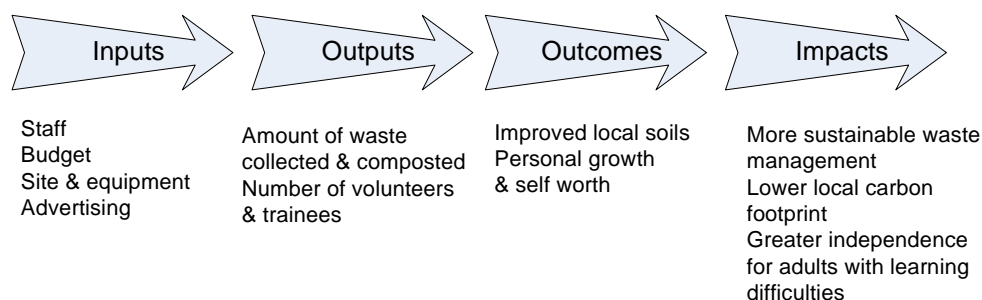 Inputs
Outputs
Outcomes
Impacts
Staff
Budget
Site & equipment
Advertising
Amount of waste
collected & composted
Number of volunteers
& trainees
Improved local soils
Personal growth
& self worth
More sustainable waste
management
Lower local carbon
footprint
Greater independence
for adults with learning
difficulties